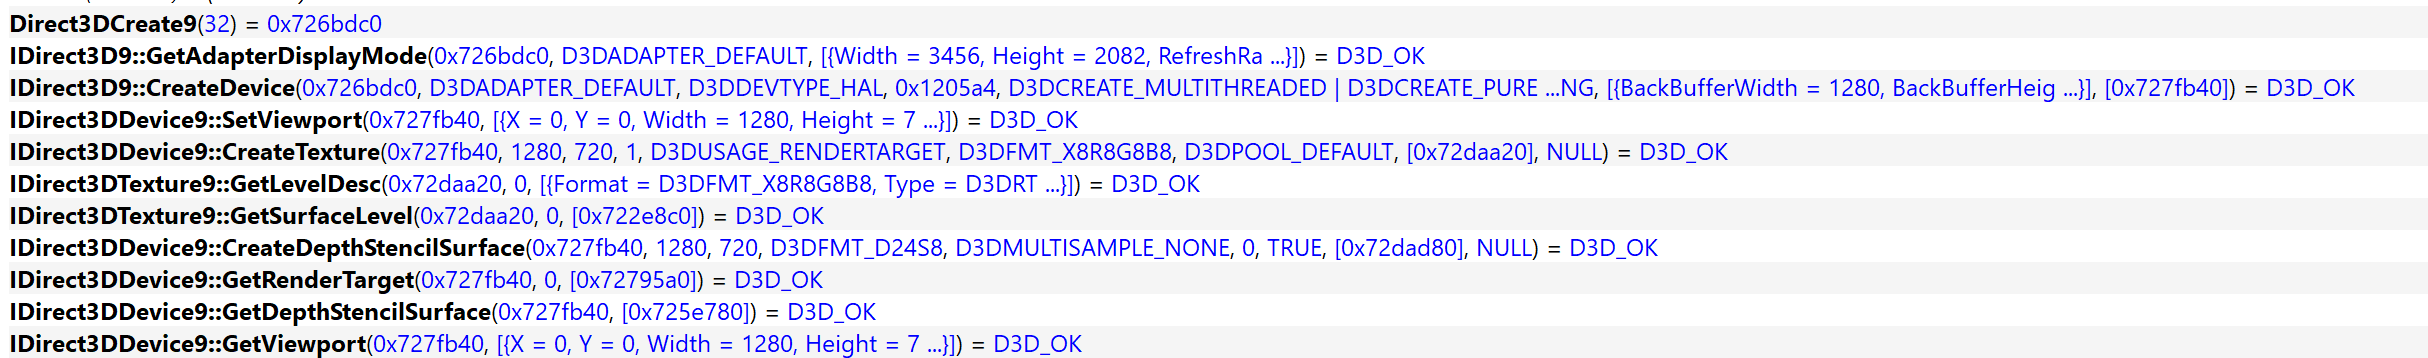 Direct3DCreate9(32) = 0x726bdc0
IDirect3D9::GetAdapterDisplayMode(0x726bdc0, D3DADAPTER_DEFAULT, [{Width = 3456, Height = 2082, RefreshRa ...}]) = D3D_OK
IDirect3D9::CreateDevice(0x726bdc0, D3DADAPTER_DEFAULT, D3DDEVTYPE_HAL, 0x1205a4, D3DCREATE_MULTITHREADED | D3DCREATE_PURE ...NG, [{BackBufferWidth = 1280, BackBufferHeig ...}], [0x727fb40]) = D3D_OK
IDirect3DDevice9::SetViewport(0x727fb40, [{X = 0, Y = 0, Width = 1280, Height = 7 ...}]) = D3D_OK
IDirect3DDevice9::CreateTexture(0x727fb40, 1280, 720, 1, D3DUSAGE_RENDERTARGET, D3DFMT_X8R8G8B8, D3DPOOL_DEFAULT, [0x72daa20], NULL) = D3D_OK
IDirect3DTexture9::GetLevelDesc(0x72daa20, 0, [{Format = D3DFMT_X8R8G8B8, Type = D3DRT ...}]) = D3D_OK
IDirect3DTexture9::GetSurfaceLevel(0x72daa20, 0, [0x722e8c0]) = D3D_OK
IDirect3DDevice9::CreateDepthStencilSurface(0x727fb40, 1280, 720, D3DFMT_D24S8, D3DMULTISAMPLE_NONE, 0, TRUE, [0x72dad80], NULL) = D3D_OK
IDirect3DDevice9::GetRenderTarget(0x727fb40, 0, [0x72795a0]) = D3D_OK
IDirect3DDevice9::GetDepthStencilSurface(0x727fb40, [0x725e780]) = D3D_OK
IDirect3DDevice9::GetViewport(0x727fb40, [{X = 0, Y = 0, Width = 1280, Height = 7 ...}]) = D3D_OK